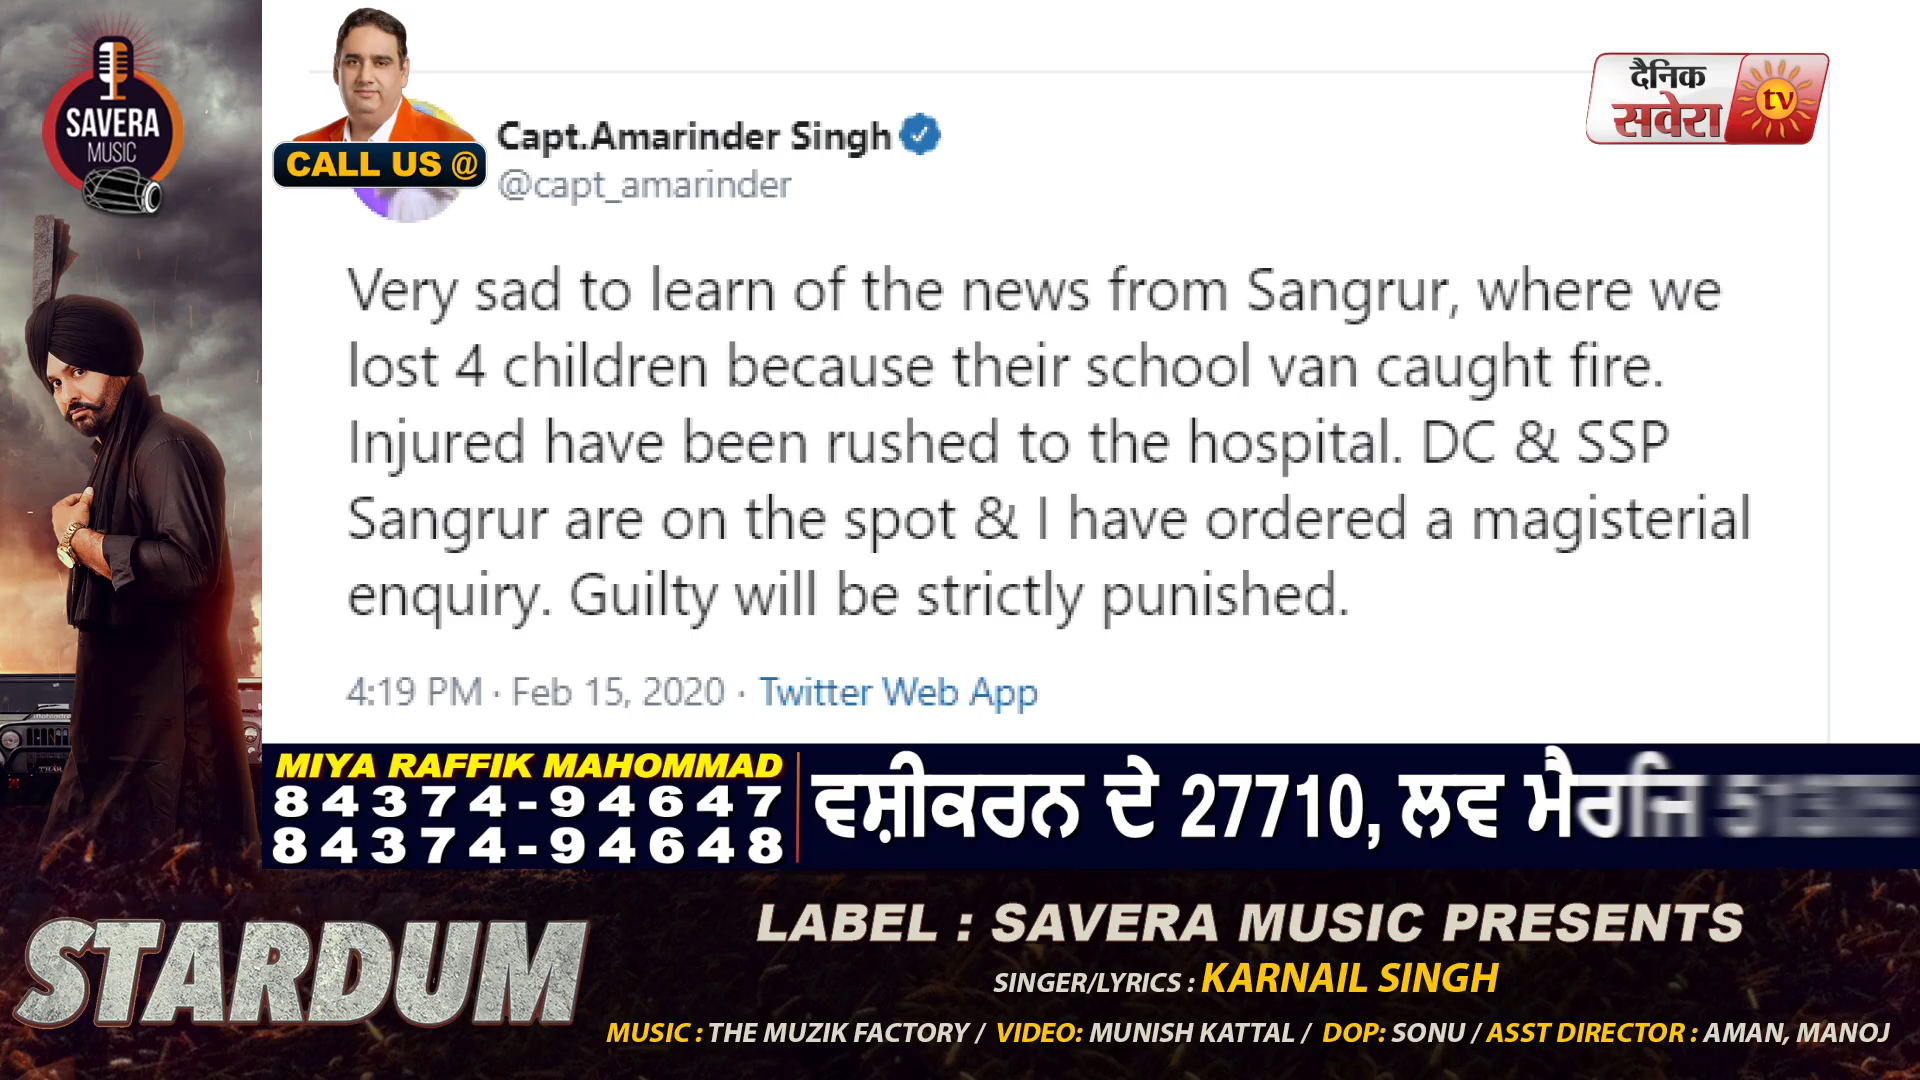 SAVERA
MUSIC
CALL US @
Capt.Amarinder Singh
@capt_amarinder
दैनिक
सवेरा
tv
Very sad to learn of the news from Sangrur, where we
lost 4 children because their school van caught fire.
Injured have been rushed to the hospital. DC & SSP
Sangrur are on the spot & I have ordered a magisterial
enquiry. Guilty will be strictly punished.
4:19 PM · Feb 15, 2020 · Twitter Web App
MIYA RAFFIK MAHOMMAD
84374-94647
84374-94648
ਵਸ਼ੀਕਰਨ ਦੇ 27710, ਲਵ ਮੈਰਜਿ
STARDUM
LABEL : SAVERA MUSIC PRESENTS
SINGER/LYRICS : KARNAIL SINGH
MUSIC : THE MUZIK FACTORY / VIDEO: MUNISH KATTAL / DOP: SONU / ASST DIRECTOR : AMAN, MANOJ